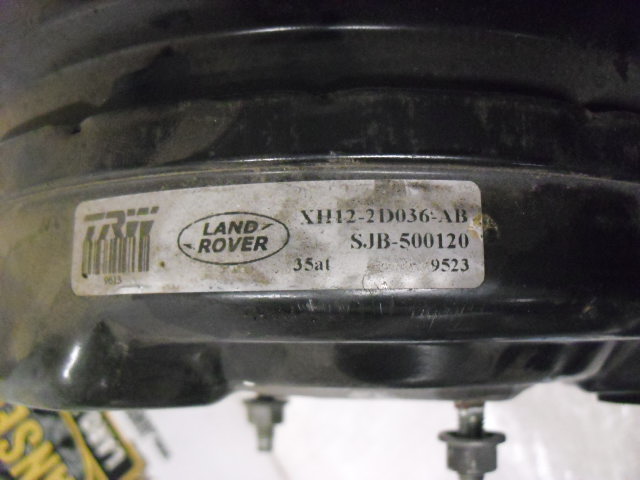 TRW
LAND
ROVER
XH12-2D036-AB
SJB-500120
35at
9523